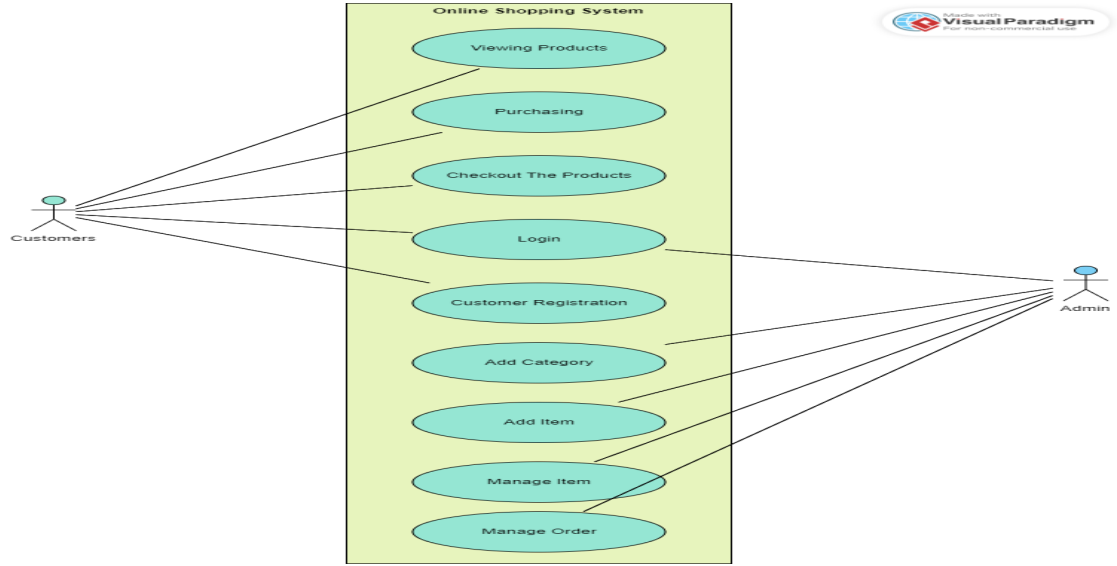 Online Shopping System
Made with
Visual Paradigm
For non-commercial use
Viewing Products
Purchasing
Checkout The Products
Login
Customers
Customer Registration
Admin
Add Category
Add Item
Manage Item
Manage Order